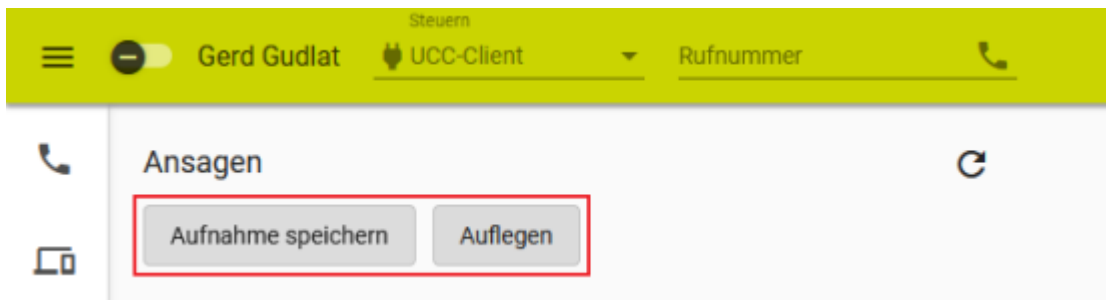 Steuern
Gerd Gudlat UCC-Client Rufnummer
Ansagen
Aufnahme speichern Auflegen